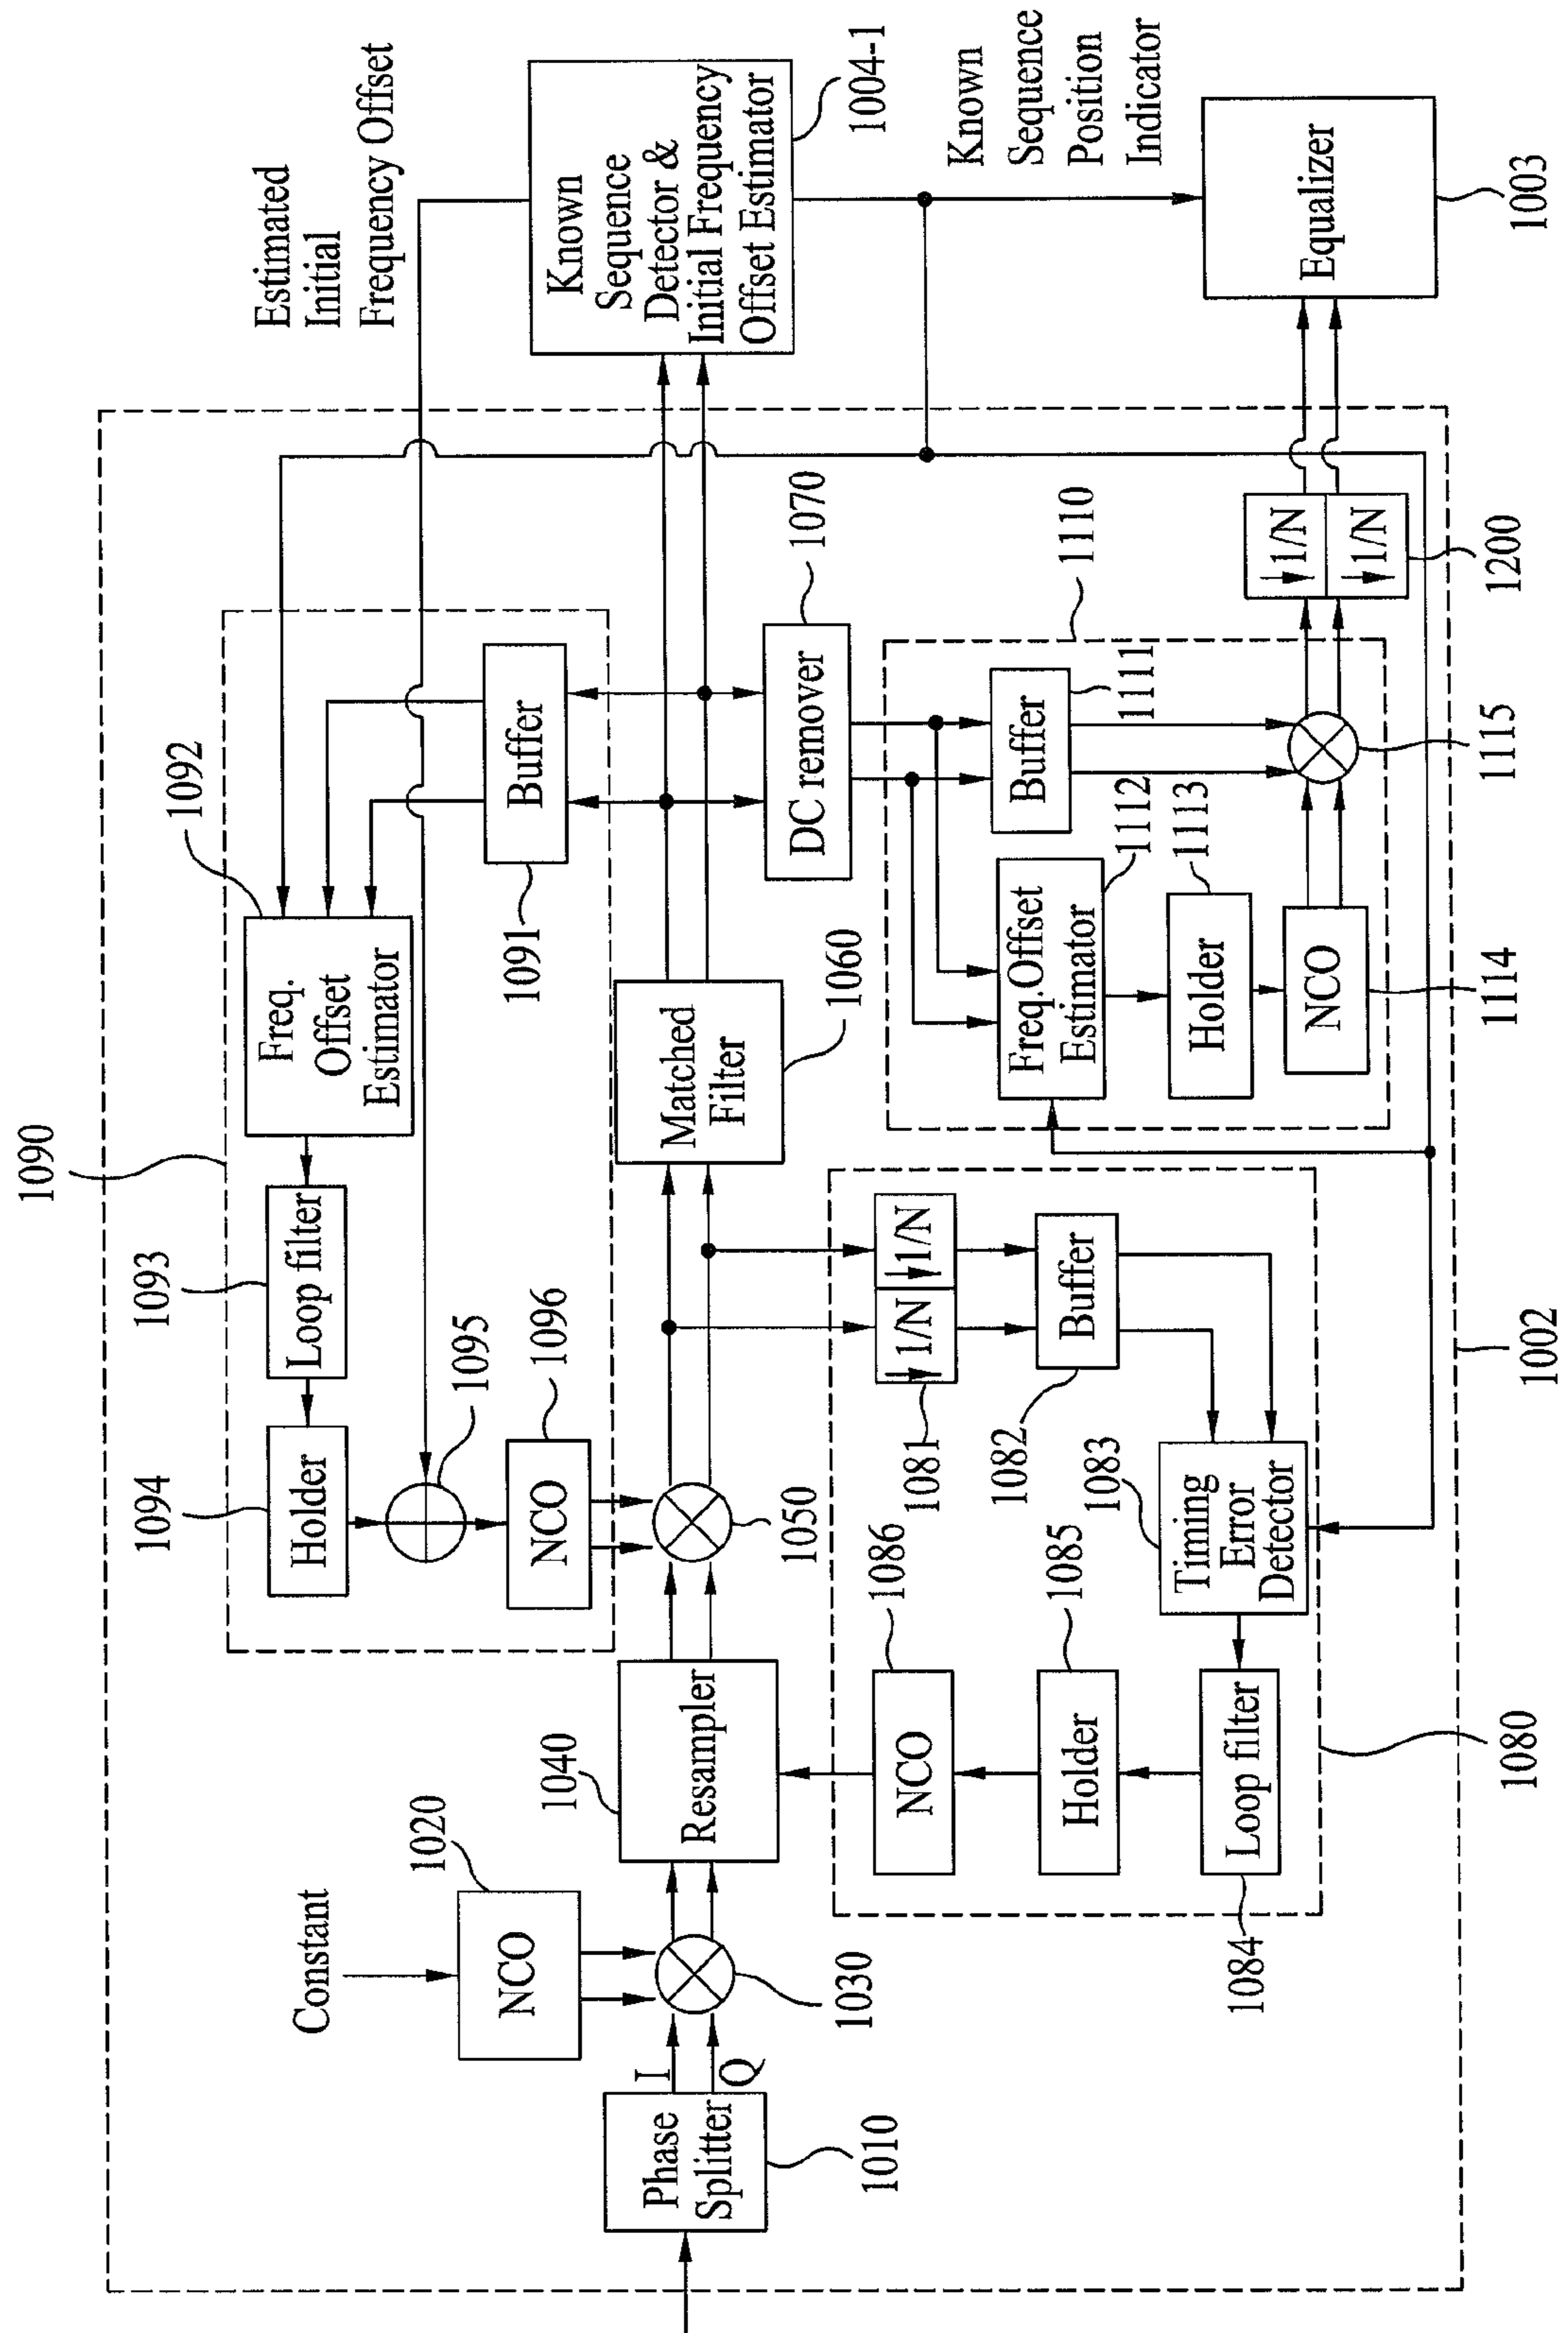 1090
1092
Estimated
Initial
Frequency Offset
1094
Holder
1093
Loop filter
Freq.
Offset
Estimator
1095
1096
NCO
1091
Buffer
Known
Sequence
Detector &
Initial Frequency
Offset Estimator
1004-1
Constant
1020
NCO
1040
Resampler
1050
Matched
Filter
1060
DC remover
1070
Phase
Splitter
I
Q
1010
1030
Known
Sequence
Position
Indicator
1110
1086
NCO
1081
1/N
1/N
1085
Holder
1082
Buffer
1083
Timing
Error
Detector
1084
Loop filter
1080
Freq.Offset
Estimator
1112
Buffer
1111
Holder
1113
NCO
1114
1115
1/N
1/N
1200
Equalizer
1003
1002